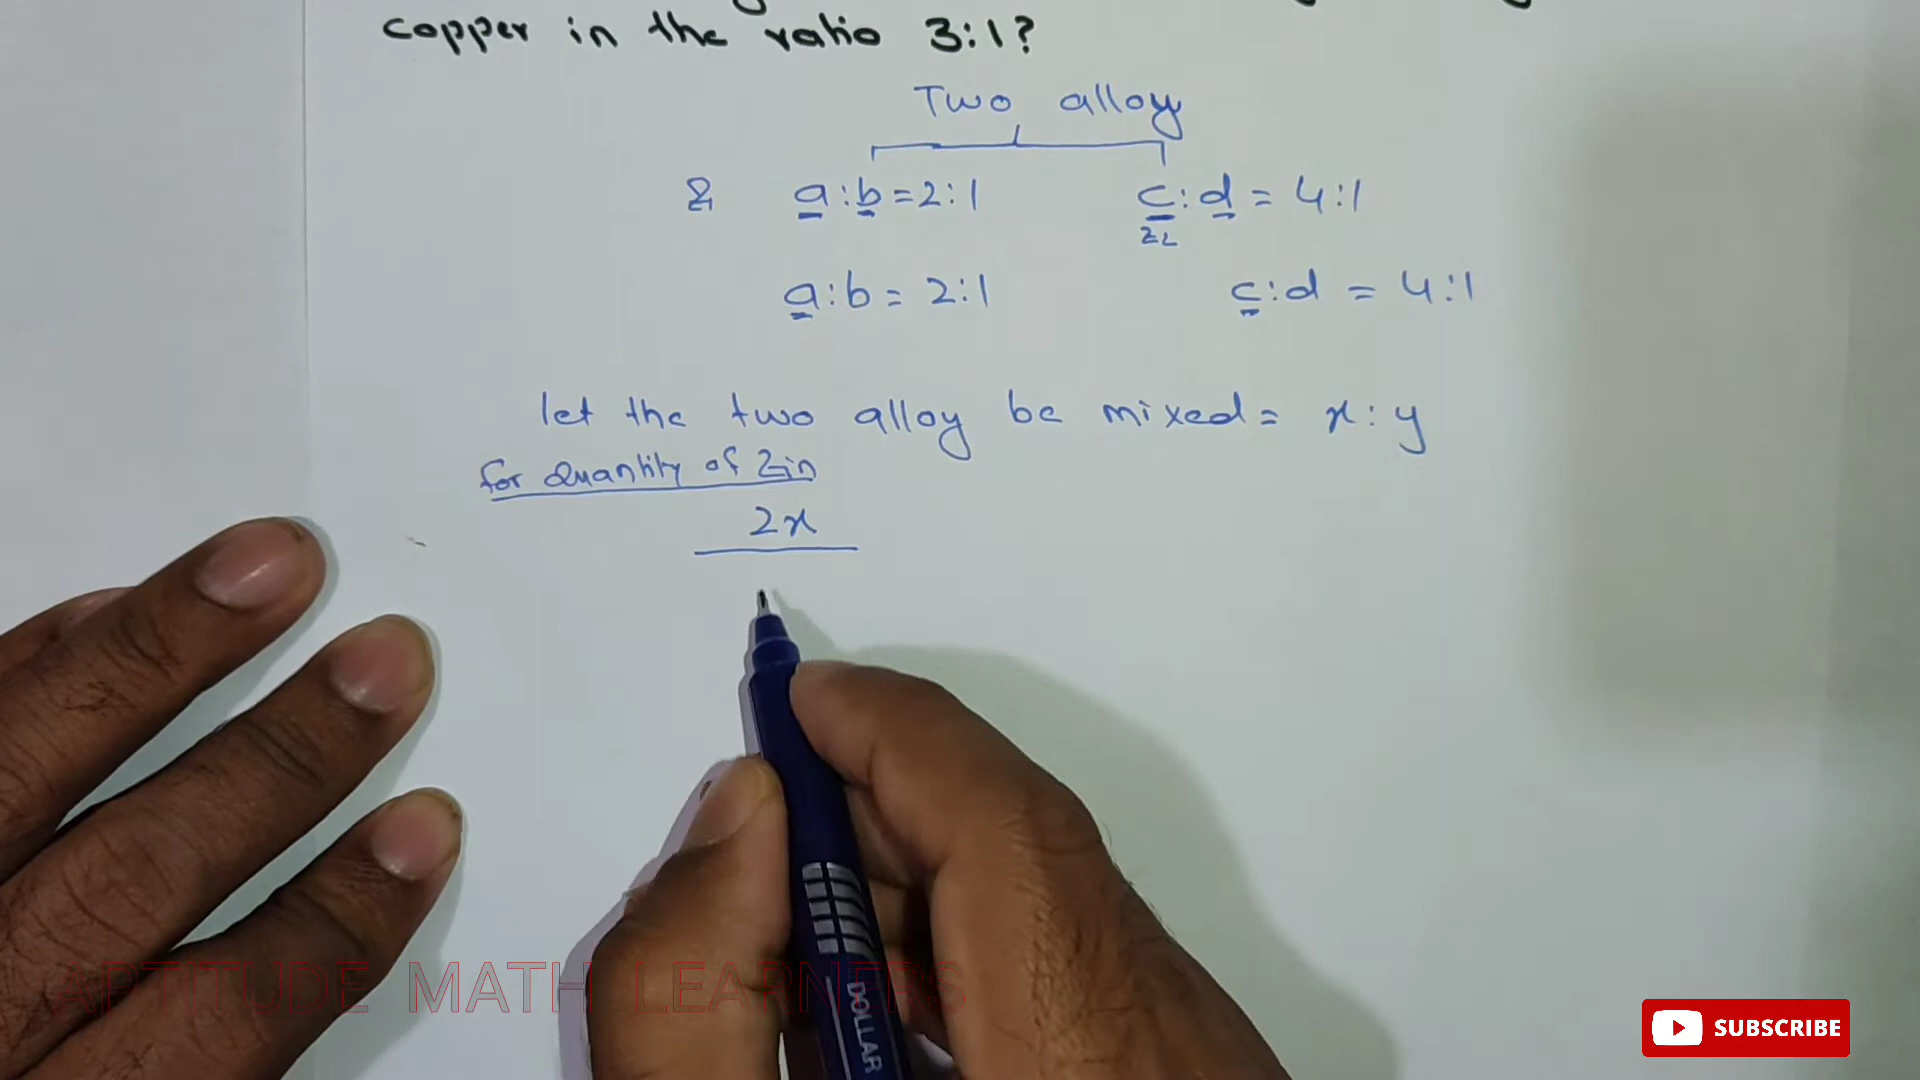 copper in the ratio 3:1?
Two alloy
& a:b=2:1 c:d = 4:1
a:b= 2:1 c:d = 4:1
let the two alloy be mixed= x:y
for Quantity of Zin
2x
APTITUDE MATH LEARNERS
DOLLAR
SUBSCRIBE